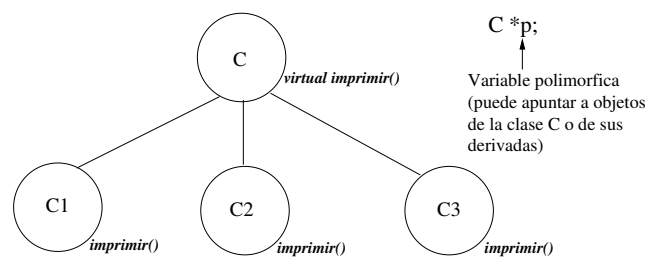 C
virtual imprimir()
C *p;
Variable polimorfica
(puede apuntar a objetos
de la clase C o de sus
derivadas)
C1
imprimir()
C2
imprimir()
C3
imprimir()